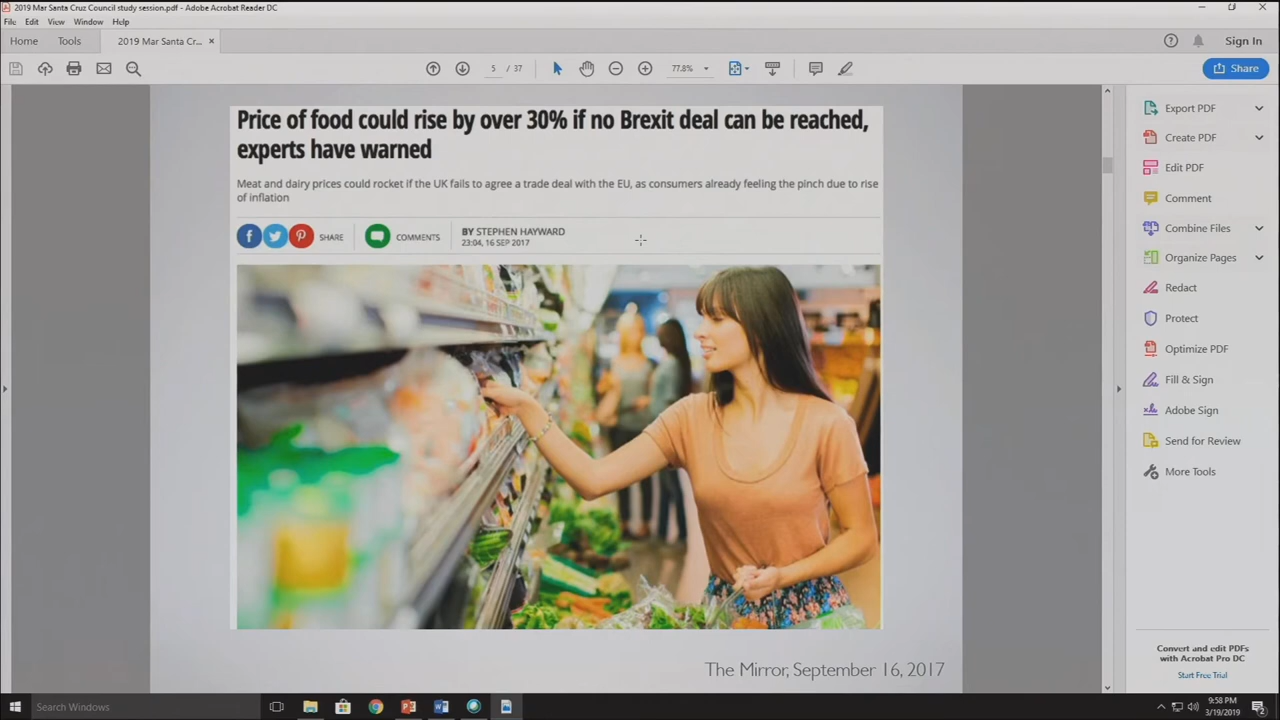 2019 Mar Santa Cruz Council study session.pdf - Adobe Acrobat Reader DC
File Edit View Window Help
Home Tools 2019 Mar Santa Cr... × Sign In
5 / 37 77.8% Share
Price of food could rise by over 30% if no Brexit deal can be reached,
experts have warned
Meat and dairy prices could rocket if the UK fails to agree a trade deal with the EU, as consumers already feeling the pinch due to rise
of inflation
SHARE COMMENTS BY STEPHEN HAYWARD
23:04, 16 SEP 2017
The Mirror, September 16, 2017
Export PDF
Create PDF
Edit PDF
Comment
Combine Files
Organize Pages
Redact
Protect
Optimize PDF
Fill & Sign
Adobe Sign
Send for Review
More Tools
Convert and edit PDFs
with Acrobat Pro DC
Start Free Trial
Search Windows
9:58 PM
3/19/2019
2